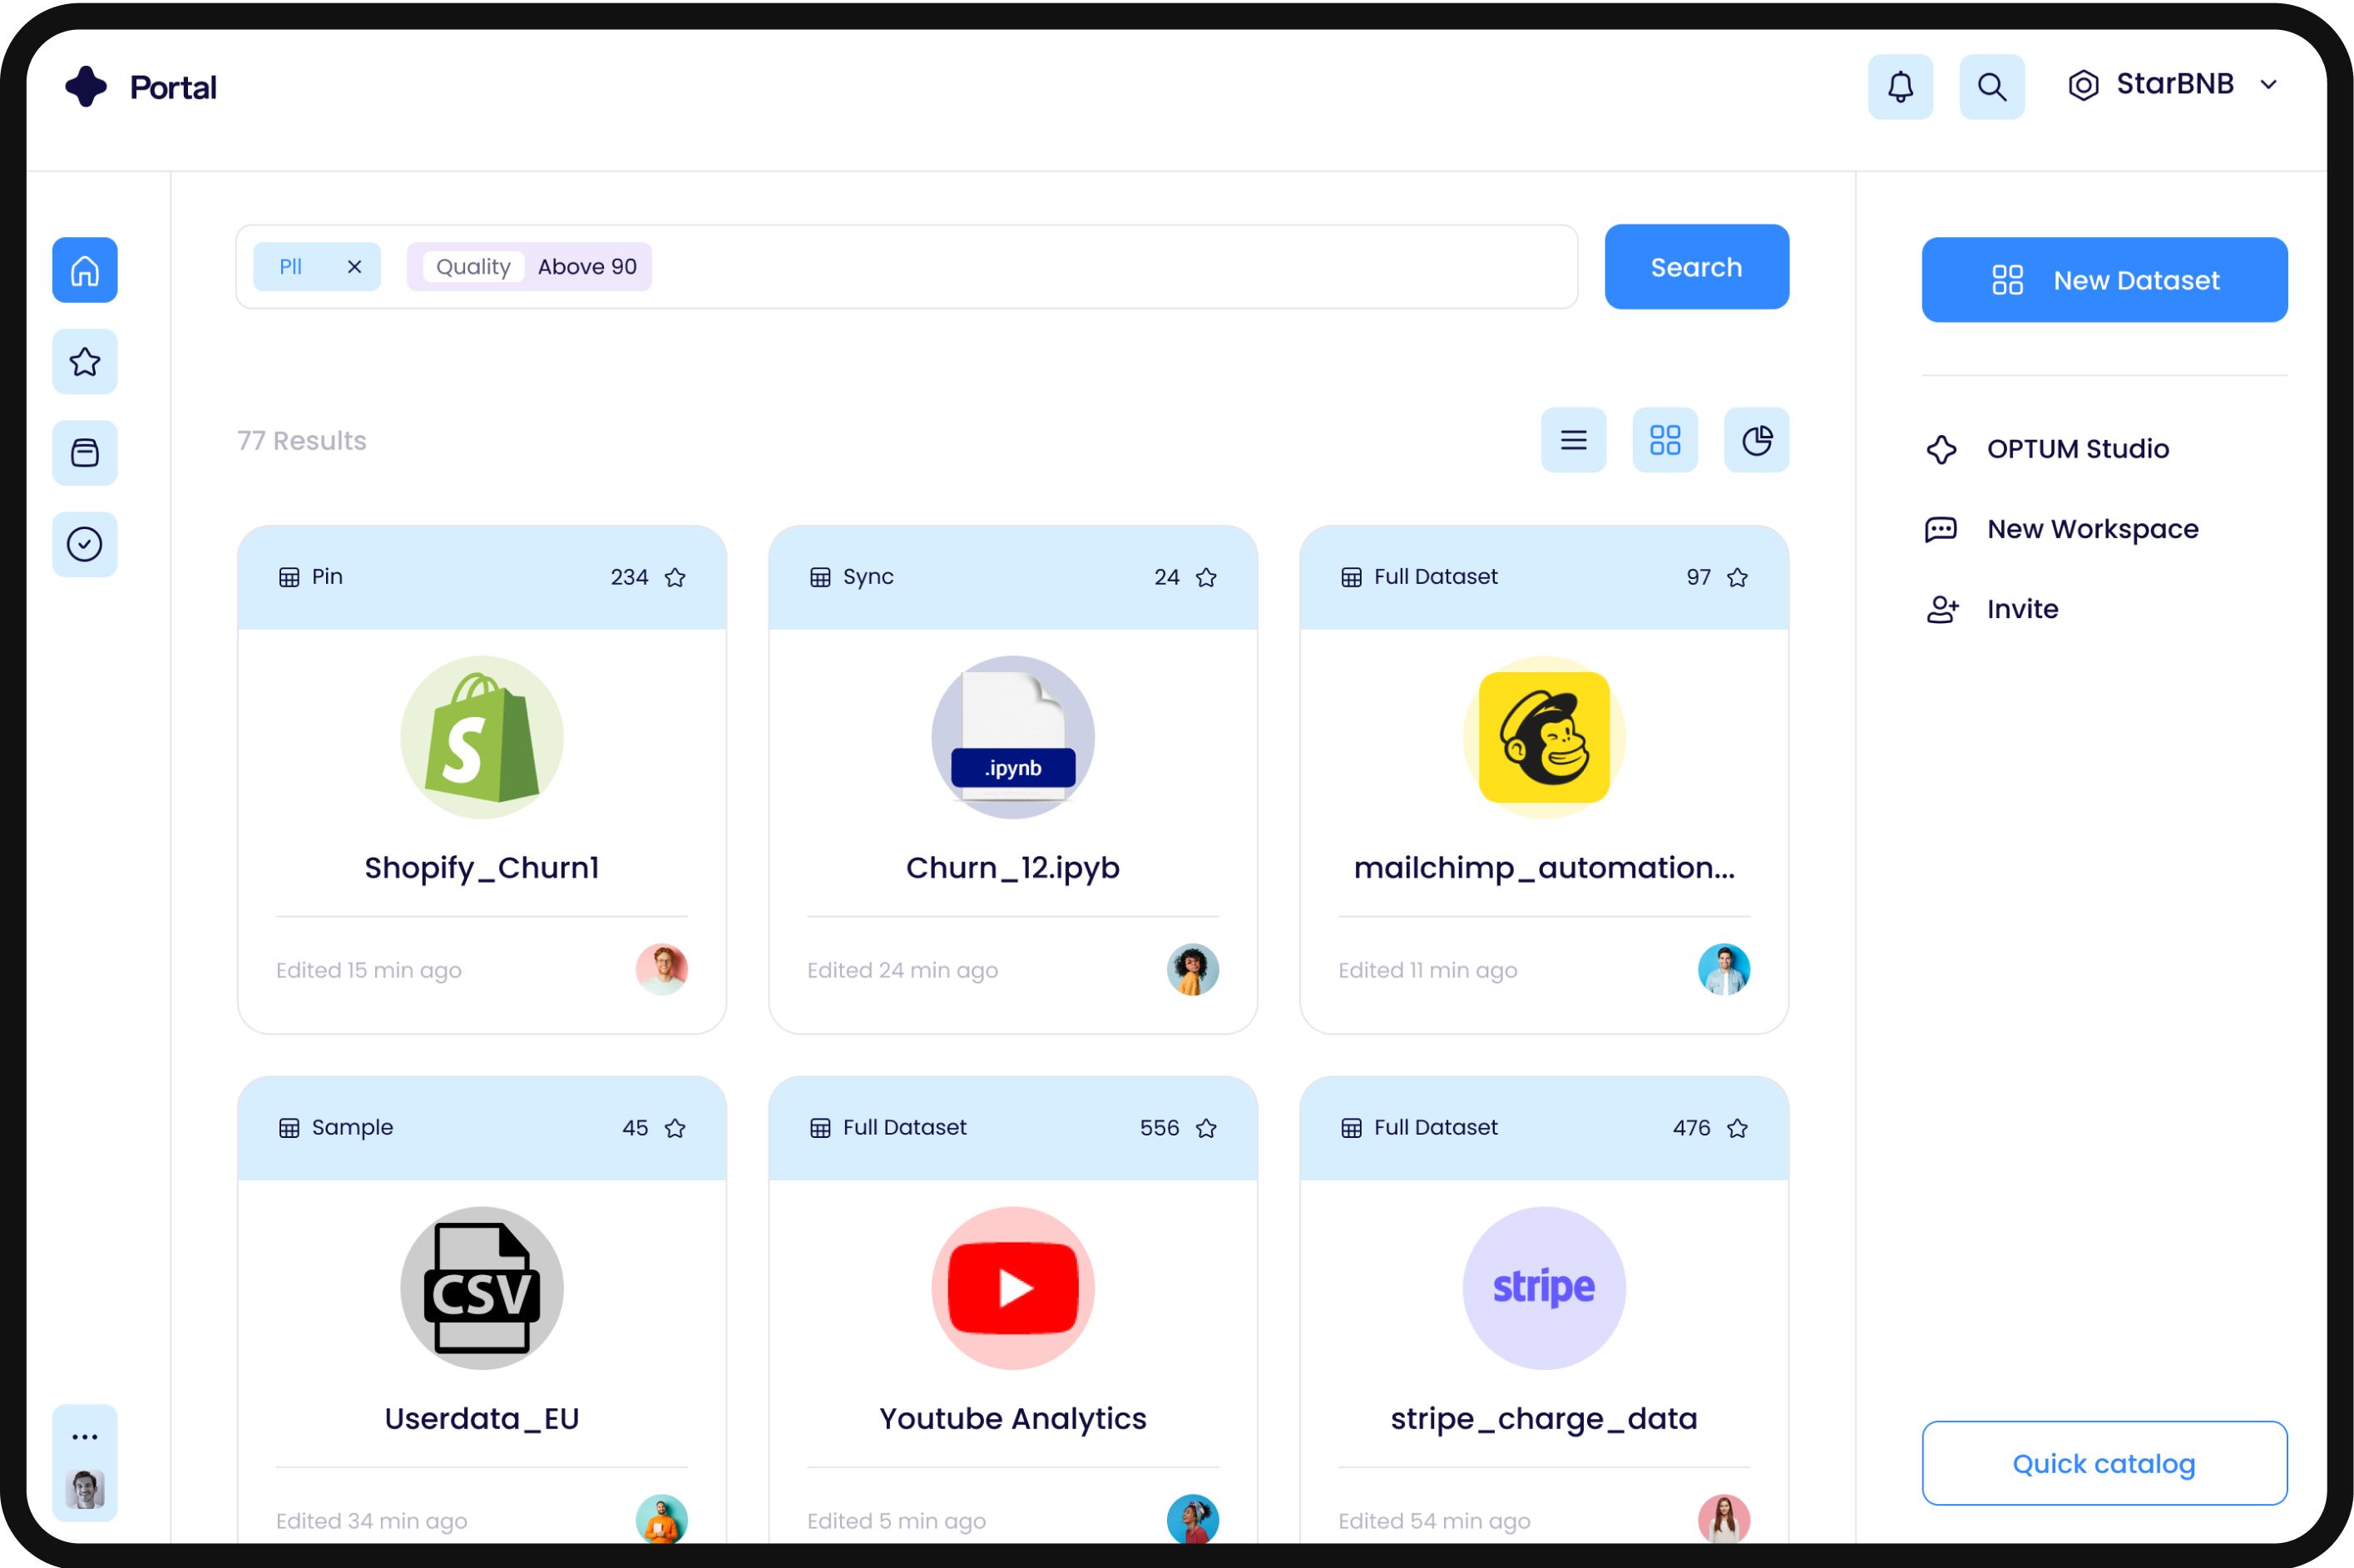 Portal
StarBNB
Pll
Quality Above 90
Search
New Dataset
77 Results
OPTUM Studio
New Workspace
Invite
Pin 234
Sync 24
Full Dataset 97
S
.ipynb
Shopify_Churn1
Churn_12.ipyb
mailchimp_automation...
Edited 15 min ago
Edited 24 min ago
Edited 11 min ago
Sample 45
Full Dataset 556
Full Dataset 476
CSV
stripe
Userdata_EU
Youtube Analytics
stripe_charge_data
Edited 34 min ago
Edited 5 min ago
Edited 54 min ago
Quick catalog